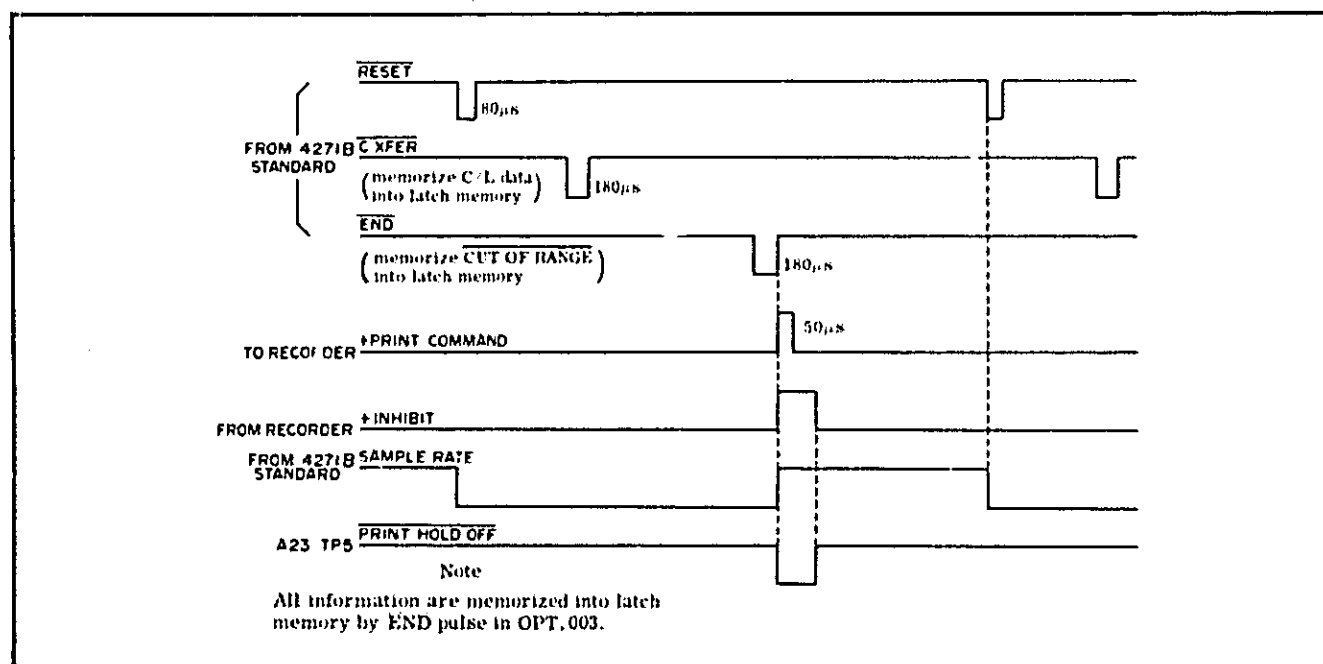 RESET
80µs
FROM 4271B
STANDARD
C XFER
(memorize C/L data
into latch memory)
180µs
END
(memorize CUT OF RANGE
into latch memory)
180µs
50µs
TO RECORDER
+PRINT COMMAND
FROM RECORDER
+INHIBIT
FROM 4271B
STANDARD
SAMPLE RATE
A23 TP5
PRINT HOLD OFF
Note
All information are memorized into latch
memory by END pulse in OPT.003.